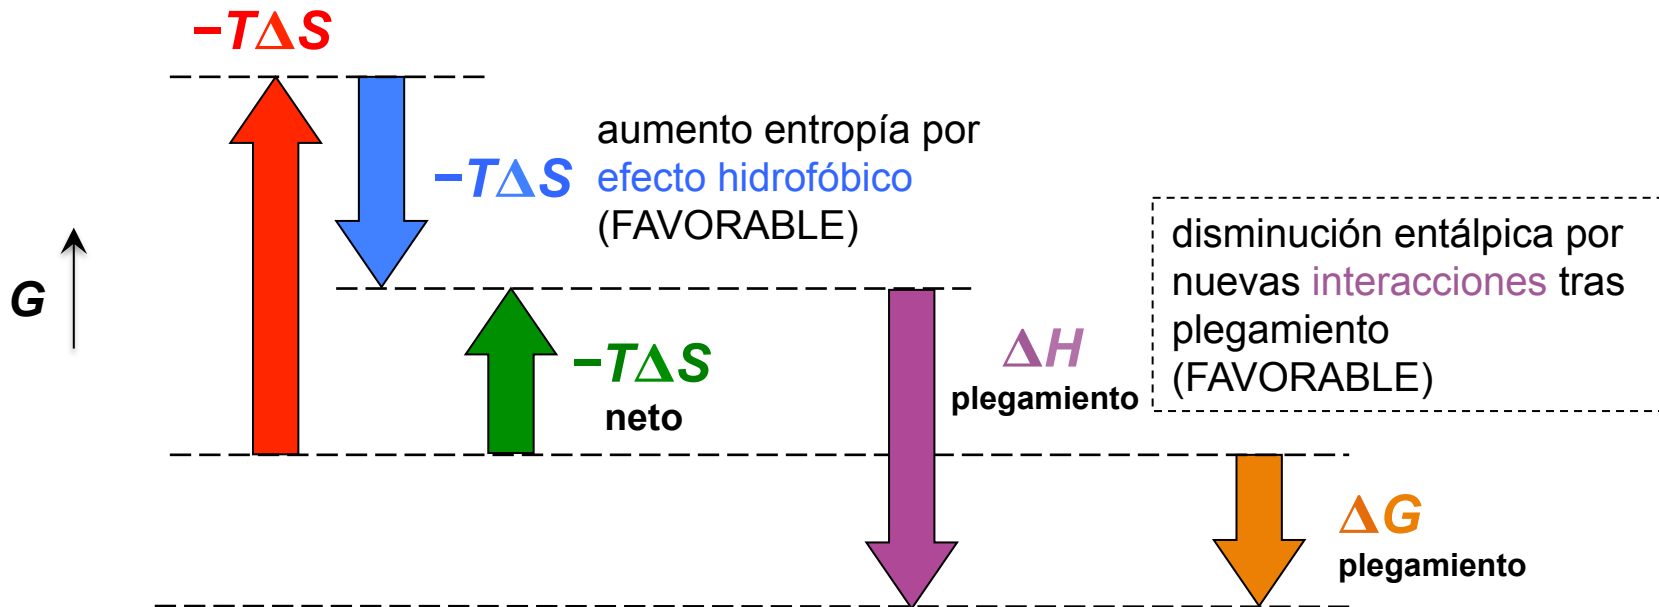 −TΔS
aumento entropía por
efecto hidrofóbico
(FAVORABLE)
−TΔS
disminución entálpica por
nuevas interacciones tras
plegamiento
(FAVORABLE)
G
−TΔS
neto
ΔH
plegamiento
ΔG
plegamiento